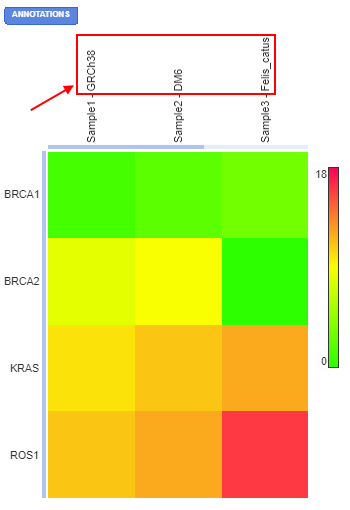 ANNOTATIONS
Sample1 - GRCh38
Sample2 - DM6
Sample3 - Felis_catus
BRCA1
BRCA2
KRAS
ROS1
18
0